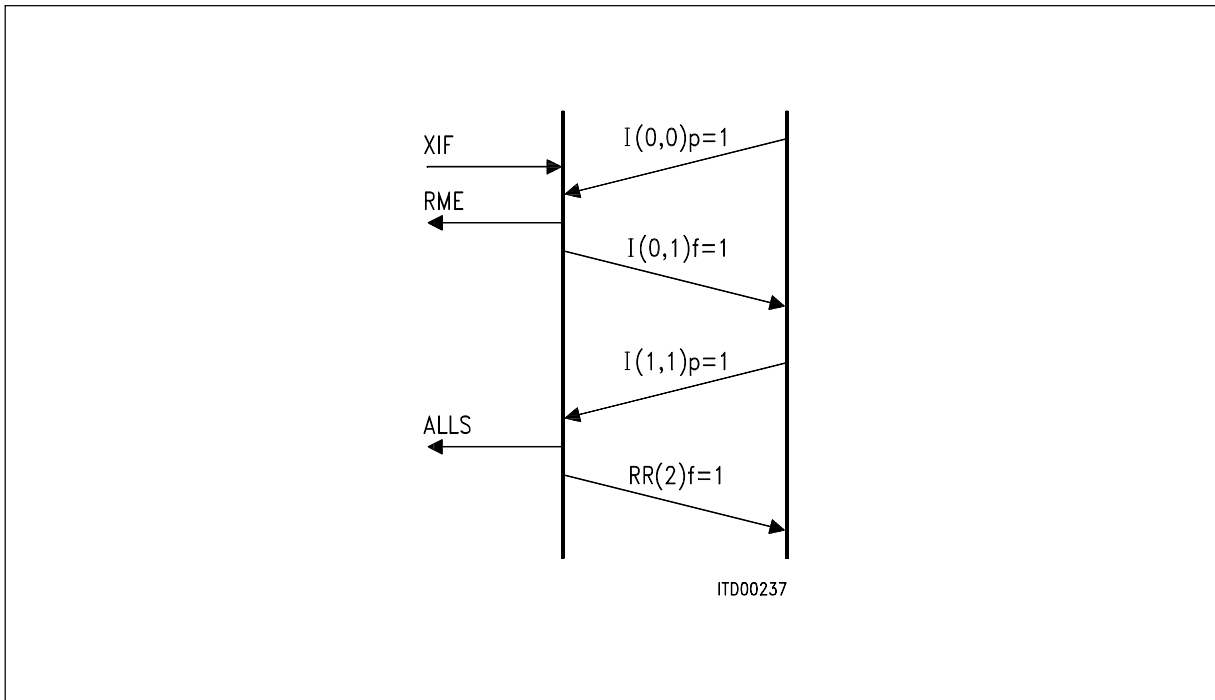 I(0,0)p=1
XIF
RME
I(0,1)f=1
I(1,1)p=1
ALLS
RR(2)f=1
ITD00237